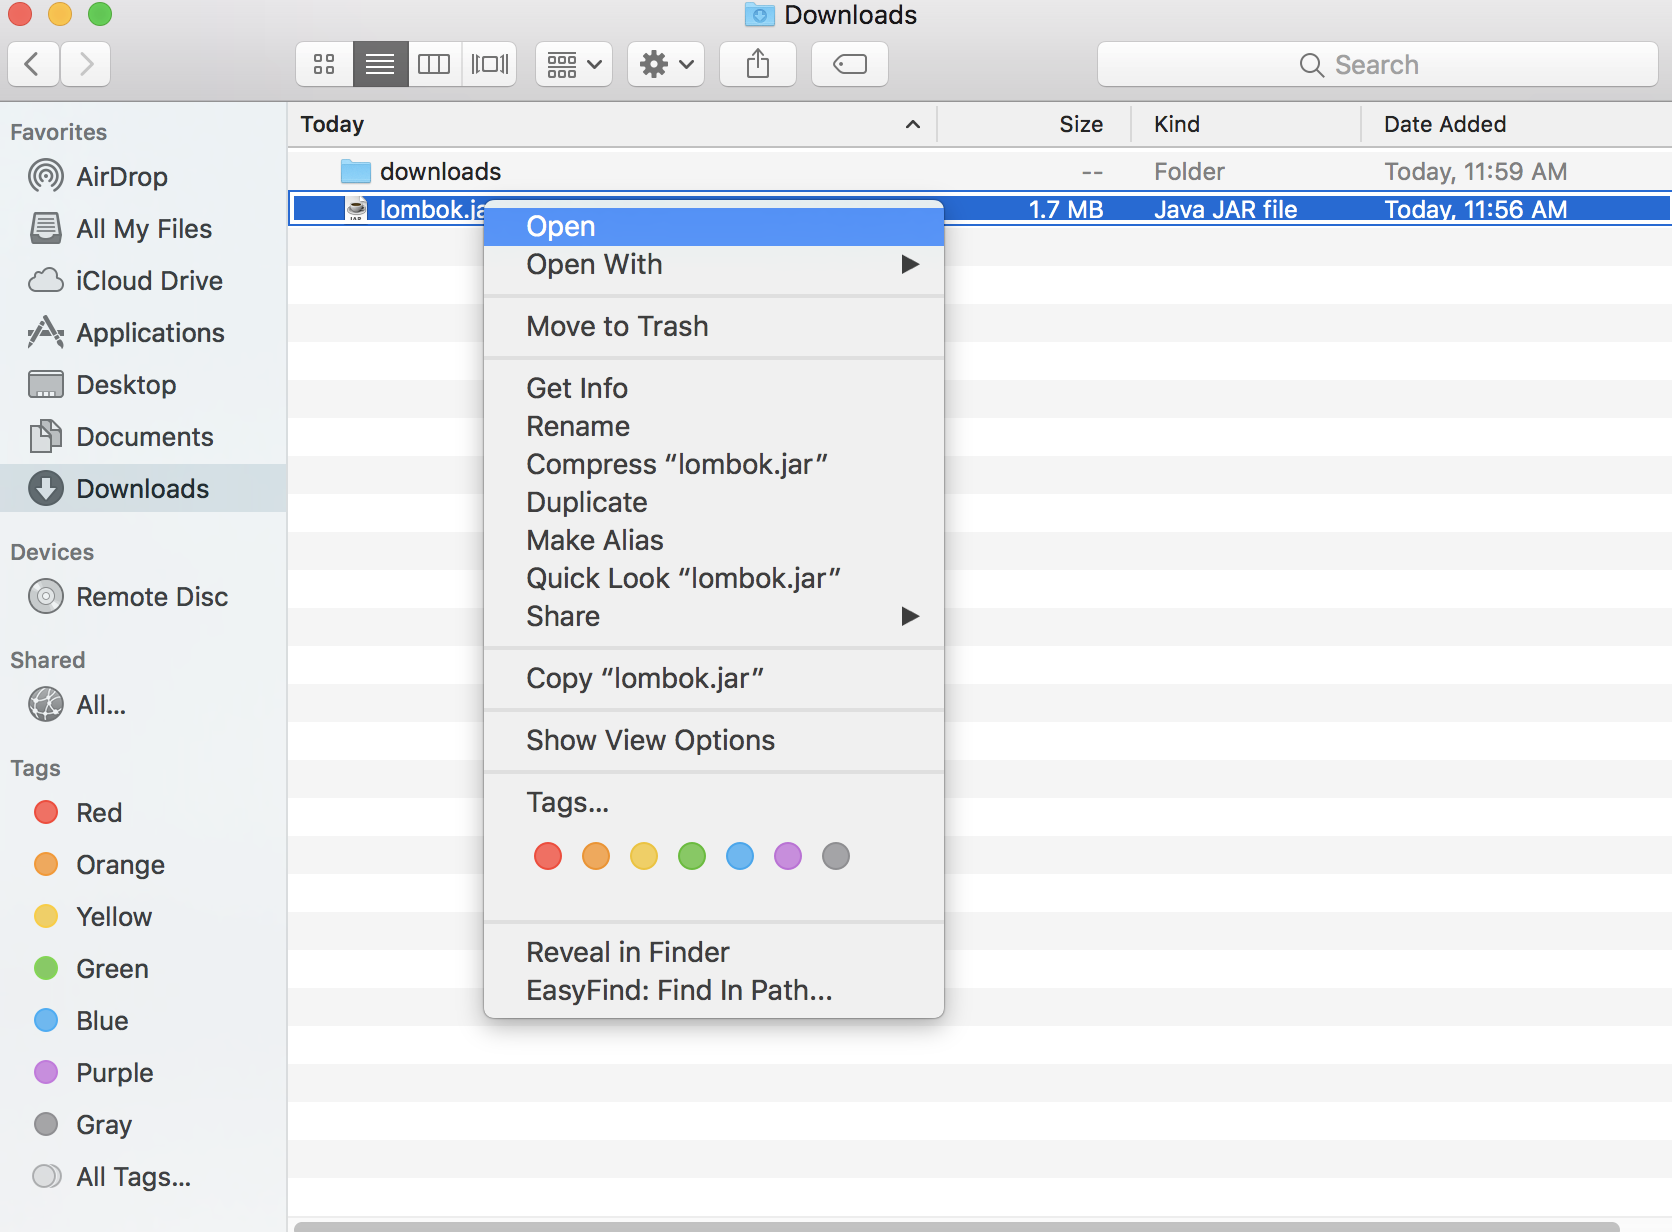 Downloads
Search
Favorites
AirDrop
All My Files
iCloud Drive
Applications
Desktop
Documents
Downloads
Devices
Remote Disc
Shared
All...
Tags
Red
Orange
Yellow
Green
Blue
Purple
Gray
All Tags...
Today Size Kind Date Added
downloads -- Folder Today, 11:59 AM
lombok.ja 1.7 MB Java JAR file Today, 11:56 AM
Open
Open With
Move to Trash
Get Info
Rename
Compress “lombok.jar”
Duplicate
Make Alias
Quick Look “lombok.jar”
Share
Copy “lombok.jar”
Show View Options
Tags...
Reveal in Finder
EasyFind: Find In Path...